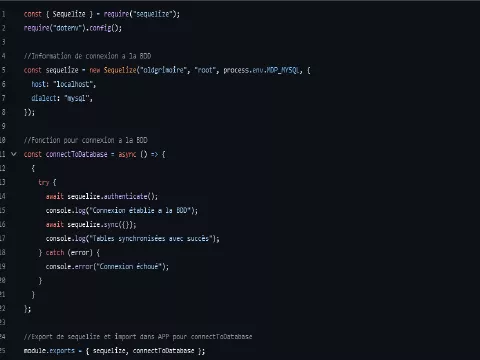 1 const { Sequelize } = require("sequelize");
2 require("dotenv").config();
3
4 //Information de connexion a la BDD
5 const sequelize = new Sequelize("oldgrimoire", "root", process.env.MDP_MYSQL, {
6 host: "localhost",
7 dialect: "mysql",
8 });
9
10 //Fonction pour connexion a la BDD
11 const connectToDatabase = async () => {
12 {
13 try {
14 await sequelize.authenticate();
15 console.log("Connexion établie a la BDD");
16 await sequelize.sync({});
17 console.log("Tables synchronisées avec succès");
18 } catch (error) {
19 console.error("Connexion échoué");
20 }
21 }
22 };
23
24 //Export de sequelize et import dans APP pour connectToDatabase
25 module.exports = { sequelize, connectToDatabase };